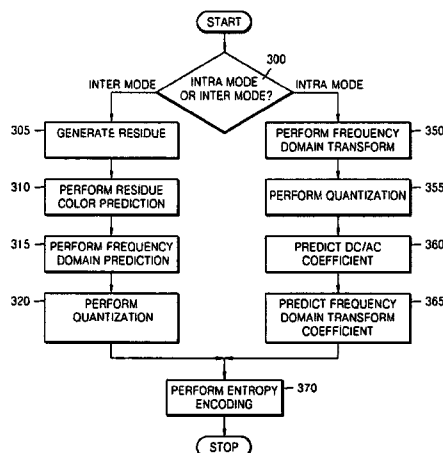 START
300
INTRA MODE
OR INTER MODE?
INTER MODE
INTRA MODE
305
GENERATE RESIDUE
310
PERFORM RESIDUE
COLOR PREDICTION
315
PERFORM FREQUENCY
DOMAIN PREDICTION
320
PERFORM
QUANTIZATION
PERFORM FREQUENCY
DOMAIN TRANSFORM
350
PERFORM QUANTIZATION
355
PREDICT DC/AC
COEFFICIENT
360
PREDICT FREQUENCY
DOMAIN TRANSFORM
COEFFICIENT
365
PERFORM ENTROPY
ENCODING
370
STOP